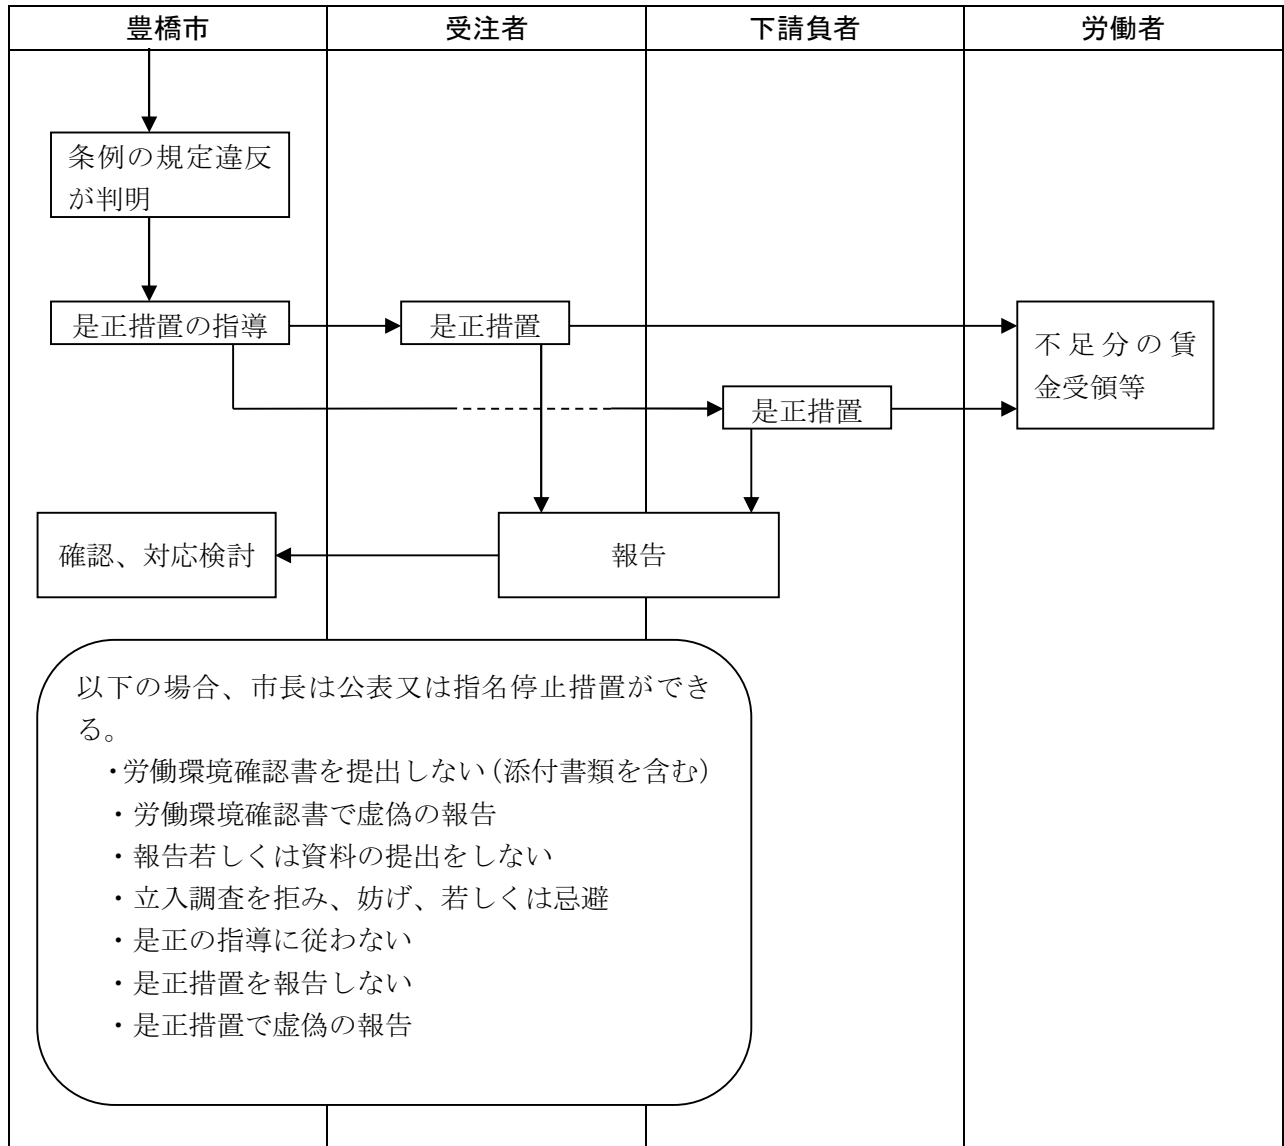 豊橋市
受注者
下請負者
労働者
条例の規定違反
が判明
是正措置の指導
是正措置
不足分の賃
金受領等
是正措置
確認、対応検討
報告
以下の場合、市長は公表又は指名停止措置ができ
る。
・労働環境確認書を提出しない(添付書類を含む)
・労働環境確認書で虚偽の報告
・報告若しくは資料の提出をしない
・立入調査を拒み、妨げ、若しくは忌避
・是正の指導に従わない
・是正措置を報告しない
・是正措置で虚偽の報告